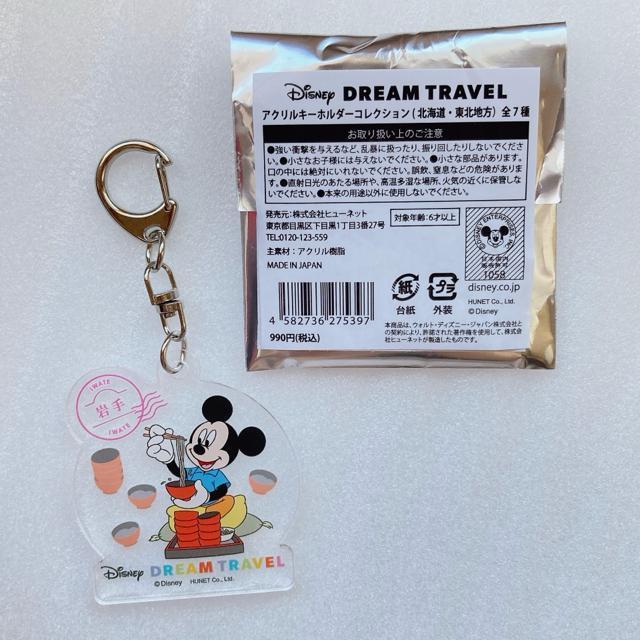 Disney DREAM TRAVEL
アクリルキーホルダーコレクション(北海道・東北地方) 全7種
お取り扱い上のご注意
●強い衝撃を与えるなど、乱暴に扱ったり、振り回したりしないでください。
●小さなお子様には与えないでください。●小さな部品があります。
口の中には絶対にいれないでください。誤飲、窒息などの危険があります。
●直射日光のあたる場所や、高温多湿な場所、火気の近くに保管しないでください。●本来の用途以外に使用しないでください。
発売元:株式会社ヒューネット
東京都目黒区下目黒1丁目3番27号
TEL:0120-123-559
対象年齢:6才以上
主素材:アクリル樹脂
MADE IN JAPAN
4 582736 275397
990円(税込)
紙 プラ
台紙 外装
1058
disney.co.jp
HUNET Co., Ltd.
©Disney
本商品は、ウォルト・ディズニー・ジャパン株式会社と
の契約により、許諾された著作権を使用して、株式会
社ヒューネットが製造したものです。
IWATE
岩手
IWATE
Disney DREAM TRAVEL
©Disney HUNET Co., Ltd.